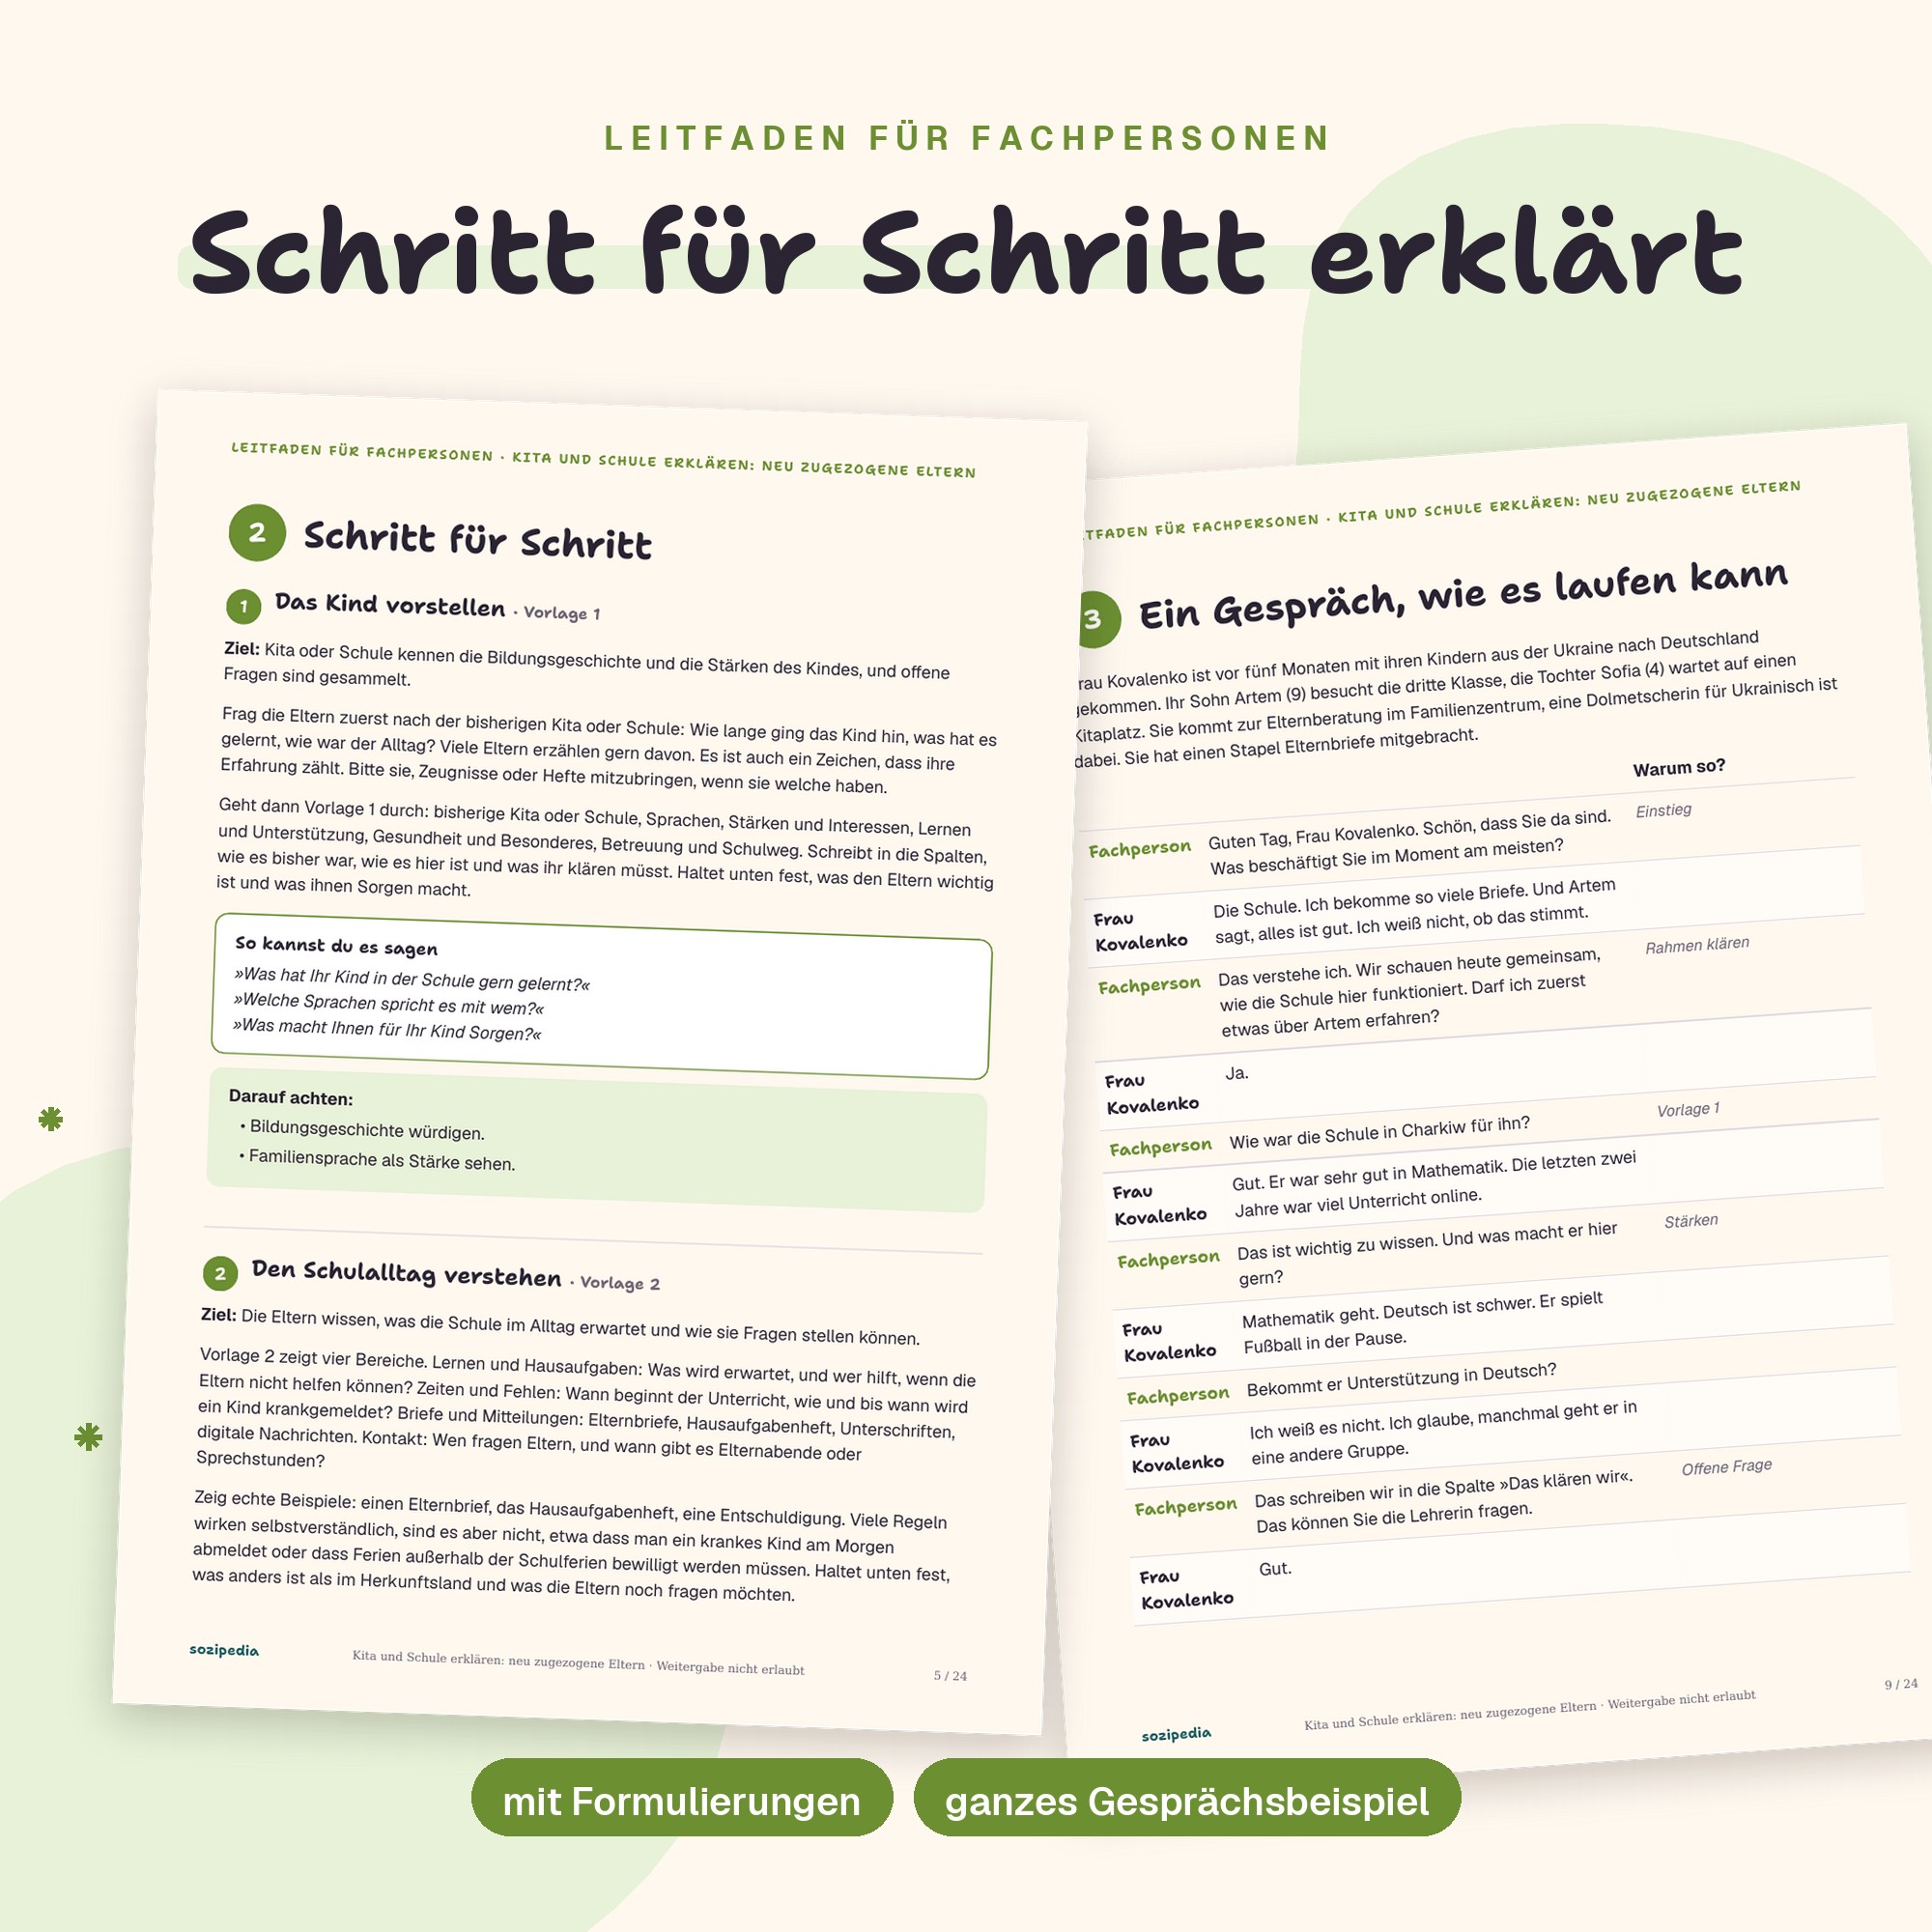 LEITFADEN FÜR FACHPERSONEN
Schritt für Schritt erklärt
LEITFADEN FÜR FACHPERSONEN · KITA UND SCHULE ERKLÄREN: NEU ZUGEZOGENE ELTERN
2 Schritt für Schritt
1 Das Kind vorstellen · Vorlage 1
Ziel: Kita oder Schule kennen die Bildungsgeschichte und die Stärken des Kindes, und offene
Fragen sind gesammelt.
Frag die Eltern zuerst nach der bisherigen Kita oder Schule: Wie lange ging das Kind hin, was hat es
gelernt, wie war der Alltag? Viele Eltern erzählen gern davon. Es ist auch ein Zeichen, dass ihre
Erfahrung zählt. Bitte sie, Zeugnisse oder Hefte mitzubringen, wenn sie welche haben.
Geht dann Vorlage 1 durch: bisherige Kita oder Schule, Sprachen, Stärken und Interessen, Lernen
und Unterstützung, Gesundheit und Besonderes, Betreuung und Schulweg. Schreibt in die Spalten,
wie es bisher war, wie es hier ist und was ihr klären müsst. Haltet unten fest, was den Eltern wichtig
ist und was ihnen Sorgen macht.
So kannst du es sagen
»Was hat Ihr Kind in der Schule gern gelernt?«
»Welche Sprachen spricht es mit wem?«
»Was macht Ihnen für Ihr Kind Sorgen?«
Darauf achten:
• Bildungsgeschichte würdigen.
• Familiensprache als Stärke sehen.
2 Den Schulalltag verstehen · Vorlage 2
Ziel: Die Eltern wissen, was die Schule im Alltag erwartet und wie sie Fragen stellen können.
Vorlage 2 zeigt vier Bereiche. Lernen und Hausaufgaben: Was wird erwartet, und wer hilft, wenn die
Eltern nicht helfen können? Zeiten und Fehlen: Wann beginnt der Unterricht, wie und bis wann wird
ein Kind krankgemeldet? Briefe und Mitteilungen: Elternbriefe, Hausaufgabenheft, Unterschriften,
digitale Nachrichten. Kontakt: Wen fragen Eltern, und wann gibt es Elternabende oder
Sprechstunden?
Zeig echte Beispiele: einen Elternbrief, das Hausaufgabenheft, eine Entschuldigung. Viele Regeln
wirken selbstverständlich, sind es aber nicht, etwa dass man ein krankes Kind am Morgen
abmeldet oder dass Ferien außerhalb der Schulferien bewilligt werden müssen. Haltet unten fest,
was anders ist als im Herkunftsland und was die Eltern noch fragen möchten.
sozipedia Kita und Schule erklären: neu zugezogene Eltern · Weitergabe nicht erlaubt 5 / 24
TFADEN FÜR FACHPERSONEN · KITA UND SCHULE ERKLÄREN: NEU ZUGEZOGENE ELTERN
3 Ein Gespräch, wie es laufen kann
rau Kovalenko ist vor fünf Monaten mit ihren Kindern aus der Ukraine nach Deutschland
gekommen. Ihr Sohn Artem (9) besucht die dritte Klasse, die Tochter Sofia (4) wartet auf einen
Kitaplatz. Sie kommt zur Elternberatung im Familienzentrum, eine Dolmetscherin für Ukrainisch ist
dabei. Sie hat einen Stapel Elternbriefe mitgebracht.
Warum so?
Fachperson Guten Tag, Frau Kovalenko. Schön, dass Sie da sind. Einstieg
Was beschäftigt Sie im Moment am meisten?
Frau Die Schule. Ich bekomme so viele Briefe. Und Artem
Kovalenko sagt, alles ist gut. Ich weiß nicht, ob das stimmt.
Fachperson Das verstehe ich. Wir schauen heute gemeinsam, Rahmen klären
wie die Schule hier funktioniert. Darf ich zuerst
etwas über Artem erfahren?
Frau Ja.
Kovalenko
Fachperson Wie war die Schule in Charkiw für ihn? Vorlage 1
Frau Gut. Er war sehr gut in Mathematik. Die letzten zwei
Kovalenko Jahre war viel Unterricht online.
Fachperson Das ist wichtig zu wissen. Und was macht er hier Stärken
gern?
Frau Mathematik geht. Deutsch ist schwer. Er spielt
Kovalenko Fußball in der Pause.
Fachperson Bekommt er Unterstützung in Deutsch?
Frau Ich weiß es nicht. Ich glaube, manchmal geht er in
Kovalenko eine andere Gruppe.
Fachperson Das schreiben wir in die Spalte »Das klären wir«. Offene Frage
Das können Sie die Lehrerin fragen.
Frau Gut.
Kovalenko
sozipedia Kita und Schule erklären: neu zugezogene Eltern · Weitergabe nicht erlaubt 9 / 24
mit Formulierungen
ganzes Gesprächsbeispiel